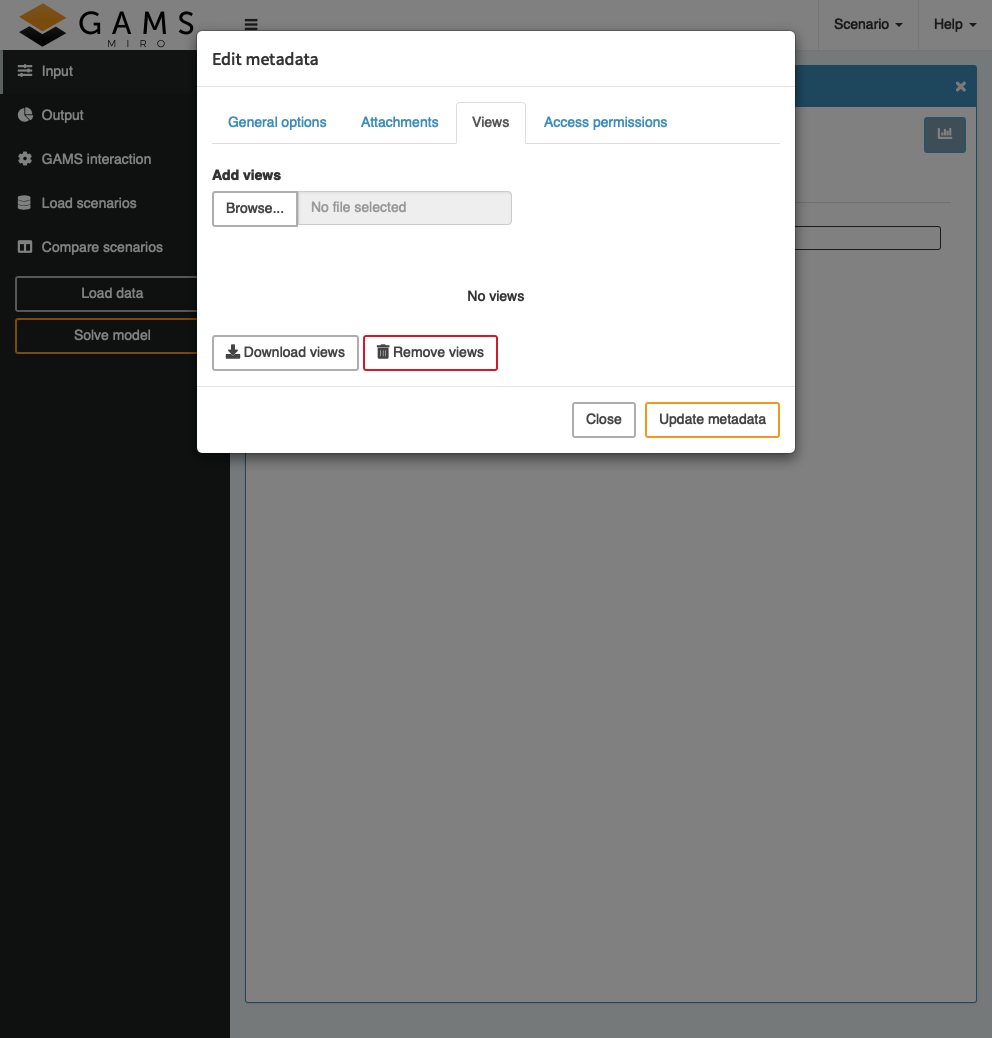 GAMS
MIRO
Scenario
Help
Edit metadata
Input
General options
Attachments
Views
Access permissions
Output
GAMS interaction
Add views
Load scenarios
Browse...
No file selected
Compare scenarios
Load data
No views
Solve model
Download views
Remove views
Close
Update metadata